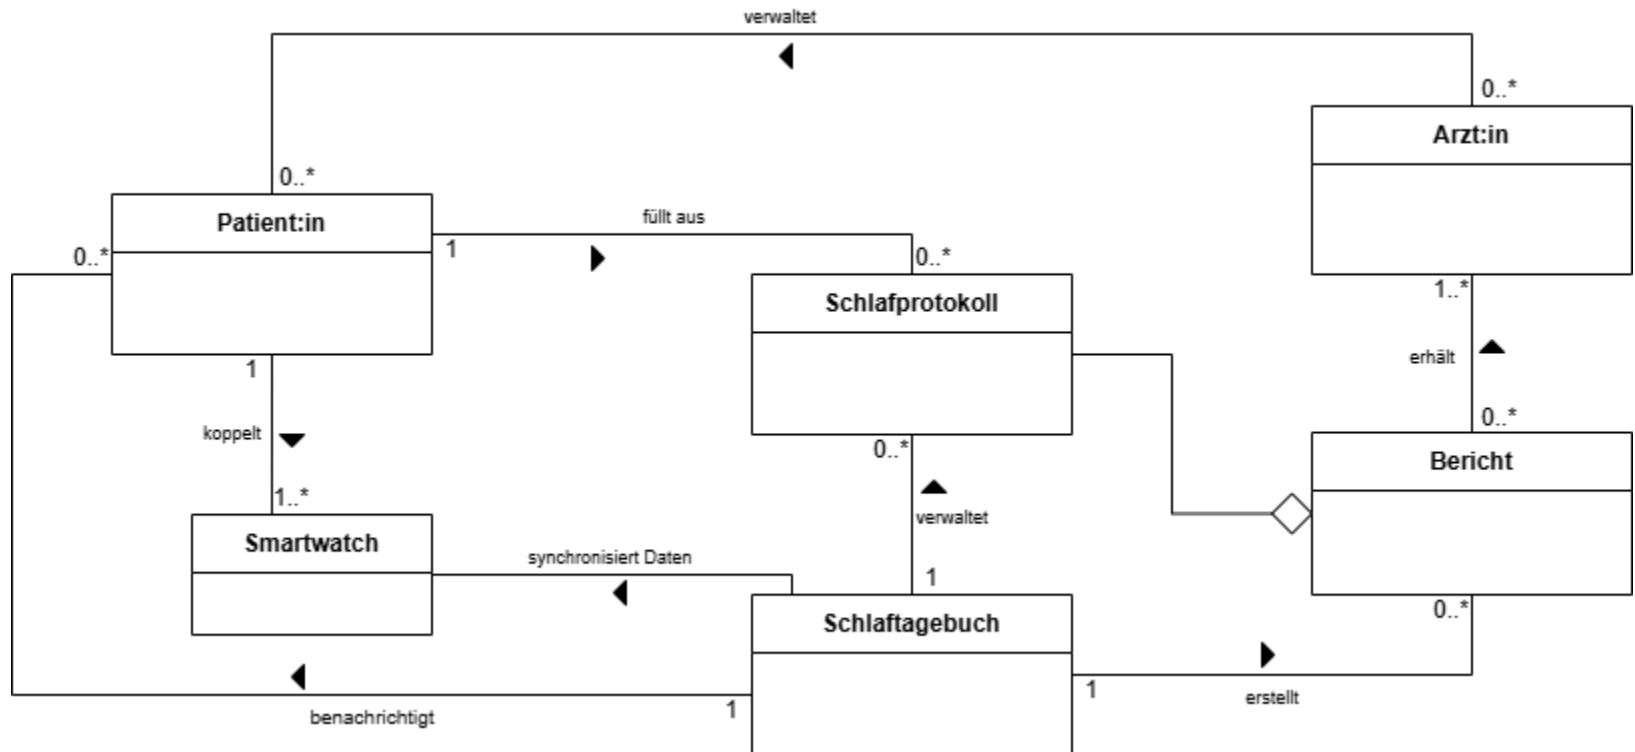 verwaltet
0..*
Arzt:in
0..*
Patient:in
füllt aus
0..*
1
0..*
1..*
Schlafprotokoll
erhält
1
0..*
koppelt
0..*
Bericht
1..*
verwaltet
Smartwatch
synchronisiert Daten
1
0..*
Schlaftagebuch
1
erstellt
1
benachrichtigt